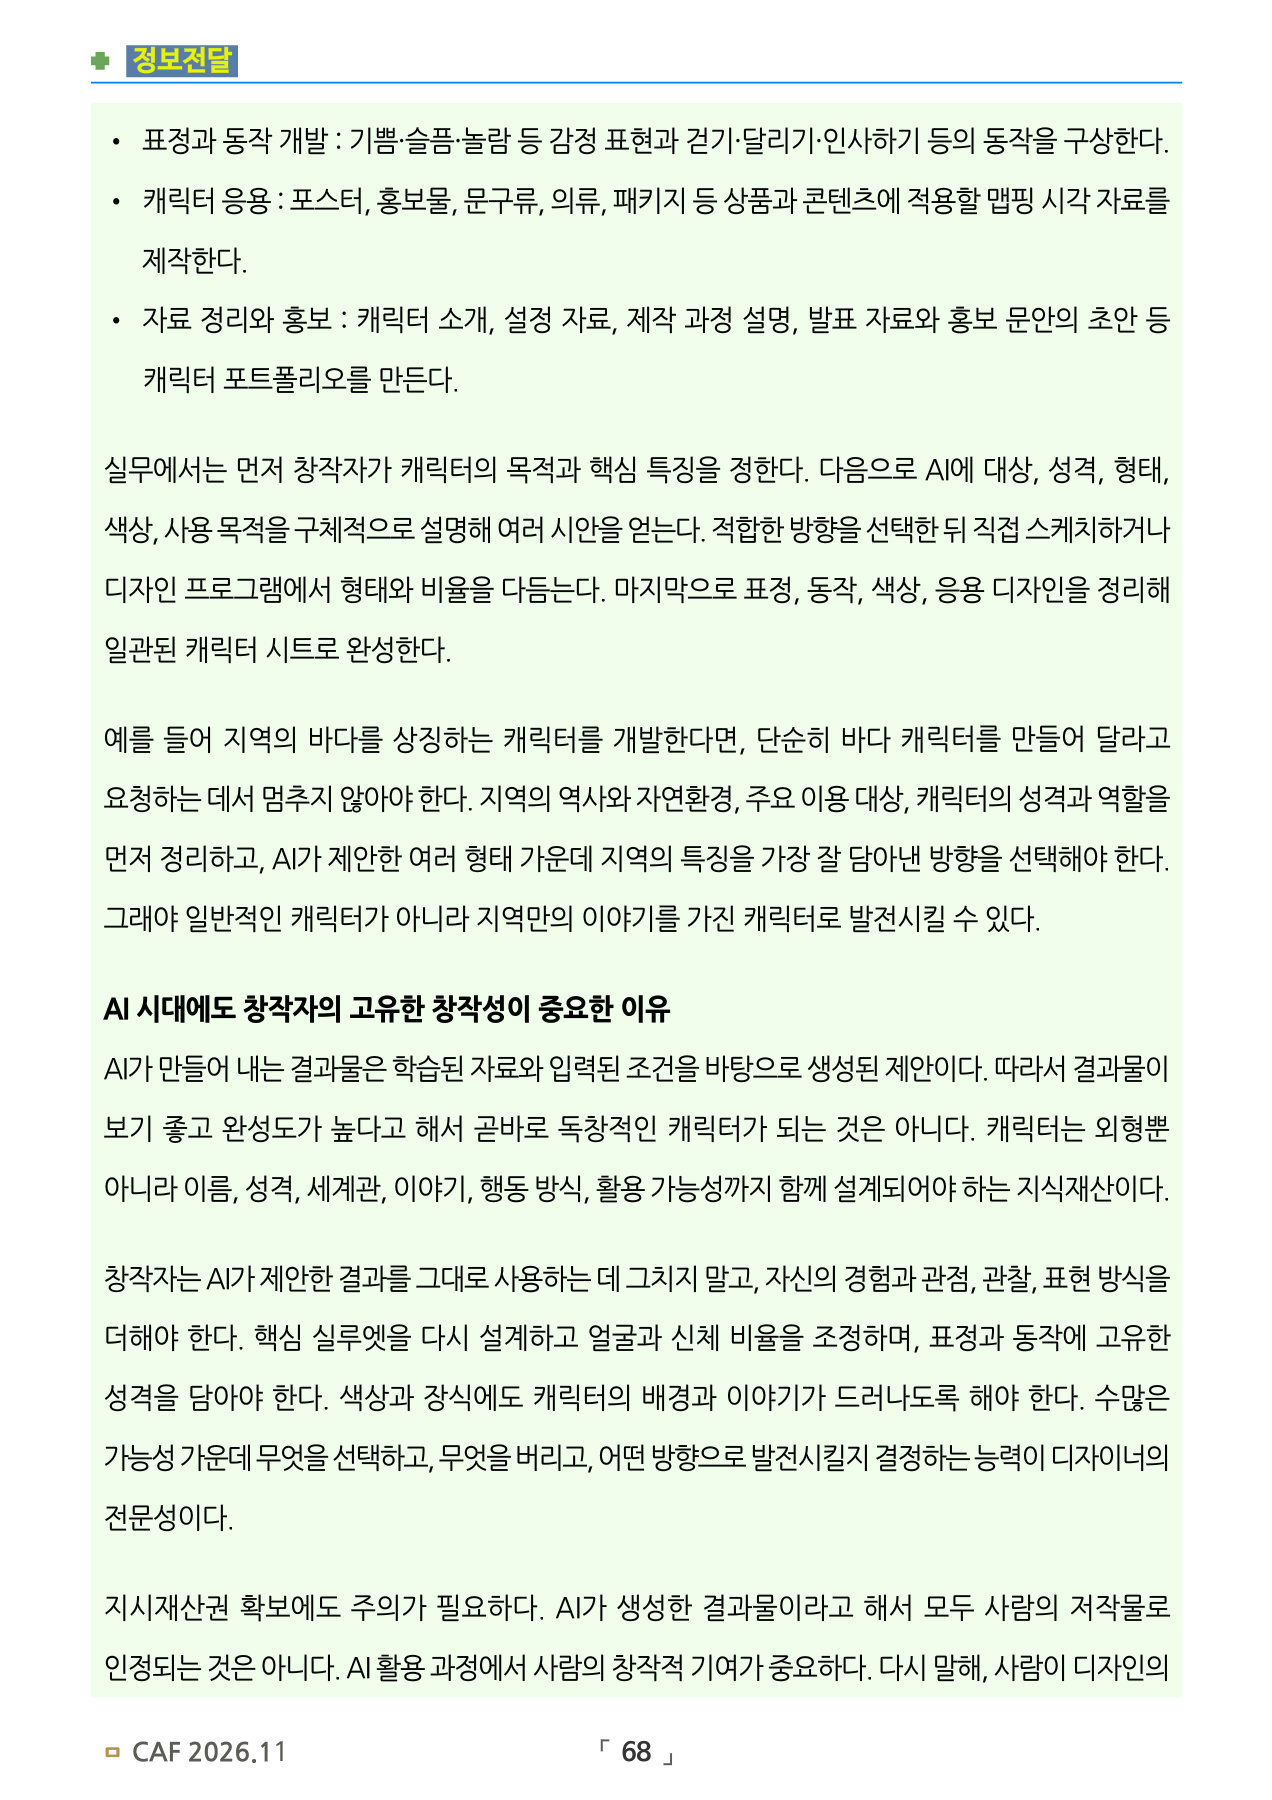 정보전달
• 표정과 동작 개발 : 기쁨·슬픔·놀람 등 감정 표현과 걷기·달리기·인사하기 등의 동작을 구상한다.
• 캐릭터 응용 : 포스터, 홍보물, 문구류, 의류, 패키지 등 상품과 콘텐츠에 적용할 맵핑 시각 자료를
제작한다.
• 자료 정리와 홍보 : 캐릭터 소개, 설정 자료, 제작 과정 설명, 발표 자료와 홍보 문안의 초안 등
캐릭터 포트폴리오를 만든다.
실무에서는 먼저 창작자가 캐릭터의 목적과 핵심 특징을 정한다. 다음으로 AI에 대상, 성격, 형태,
색상, 사용 목적을 구체적으로 설명해 여러 시안을 얻는다. 적합한 방향을 선택한 뒤 직접 스케치하거나
디자인 프로그램에서 형태와 비율을 다듬는다. 마지막으로 표정, 동작, 색상, 응용 디자인을 정리해
일관된 캐릭터 시트로 완성한다.
예를 들어 지역의 바다를 상징하는 캐릭터를 개발한다면, 단순히 바다 캐릭터를 만들어 달라고
요청하는 데서 멈추지 않아야 한다. 지역의 역사와 자연환경, 주요 이용 대상, 캐릭터의 성격과 역할을
먼저 정리하고, AI가 제안한 여러 형태 가운데 지역의 특징을 가장 잘 담아낸 방향을 선택해야 한다.
그래야 일반적인 캐릭터가 아니라 지역만의 이야기를 가진 캐릭터로 발전시킬 수 있다.
AI 시대에도 창작자의 고유한 창작성이 중요한 이유
AI가 만들어 내는 결과물은 학습된 자료와 입력된 조건을 바탕으로 생성된 제안이다. 따라서 결과물이
보기 좋고 완성도가 높다고 해서 곧바로 독창적인 캐릭터가 되는 것은 아니다. 캐릭터는 외형뿐
아니라 이름, 성격, 세계관, 이야기, 행동 방식, 활용 가능성까지 함께 설계되어야 하는 지식재산이다.
창작자는 AI가 제안한 결과를 그대로 사용하는 데 그치지 말고, 자신의 경험과 관점, 관찰, 표현 방식을
더해야 한다. 핵심 실루엣을 다시 설계하고 얼굴과 신체 비율을 조정하며, 표정과 동작에 고유한
성격을 담아야 한다. 색상과 장식에도 캐릭터의 배경과 이야기가 드러나도록 해야 한다. 수많은
가능성 가운데 무엇을 선택하고, 무엇을 버리고, 어떤 방향으로 발전시킬지 결정하는 능력이 디자이너의
전문성이다.
지시재산권 확보에도 주의가 필요하다. AI가 생성한 결과물이라고 해서 모두 사람의 저작물로
인정되는 것은 아니다. AI 활용 과정에서 사람의 창작적 기여가 중요하다. 다시 말해, 사람이 디자인의
CAF 2026.11
「 68 」